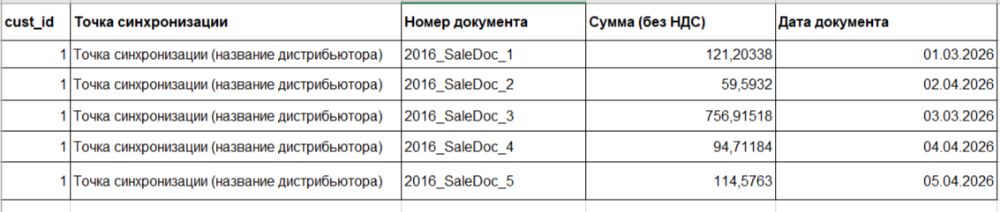 cust_id Точка синхронизации Номер документа Сумма (без НДС) Дата документа
1 Точка синхронизации (название дистрибьютора) 2016_SaleDoc_1 121,20338 01.03.2026
1 Точка синхронизации (название дистрибьютора) 2016_SaleDoc_2 59,5932 02.04.2026
1 Точка синхронизации (название дистрибьютора) 2016_SaleDoc_3 756,91518 03.03.2026
1 Точка синхронизации (название дистрибьютора) 2016_SaleDoc_4 94,71184 04.04.2026
1 Точка синхронизации (название дистрибьютора) 2016_SaleDoc_5 114,5763 05.04.2026